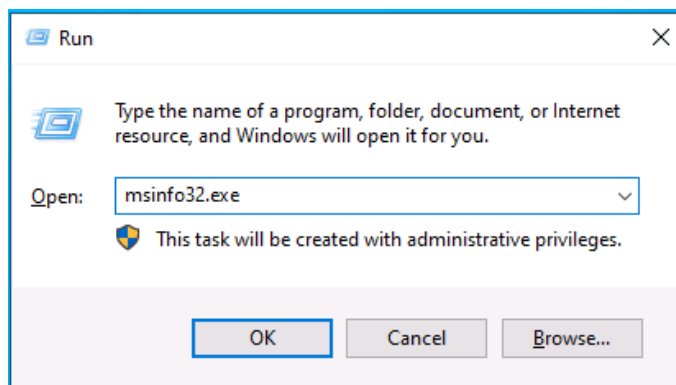 Run
Type the name of a program, folder, document, or Internet
resource, and Windows will open it for you.
Open: msinfo32.exe
This task will be created with administrative privileges.
OK Cancel Browse...